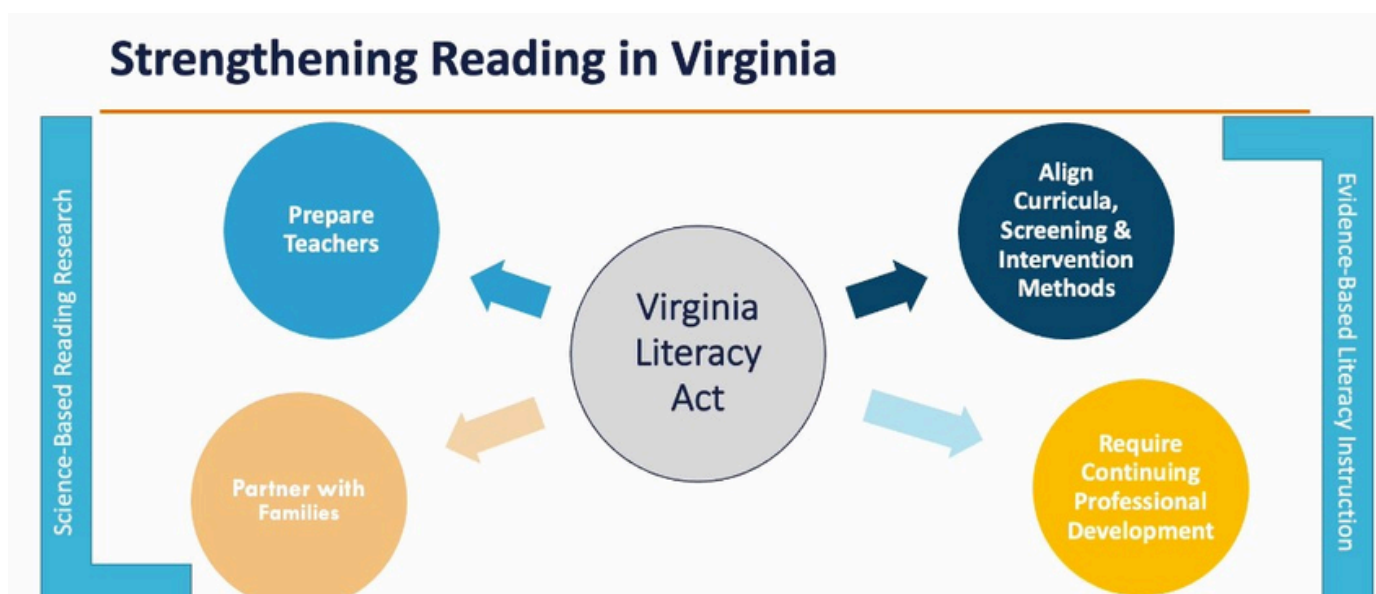 Strengthening Reading in Virginia
Science-Based Reading Research
Prepare
Teachers
Partner with
Families
Virginia
Literacy
Act
Align
Curricula,
Screening &
Intervention
Methods
Require
Continuing
Professional
Development
Evidence-Based Literacy Instruction